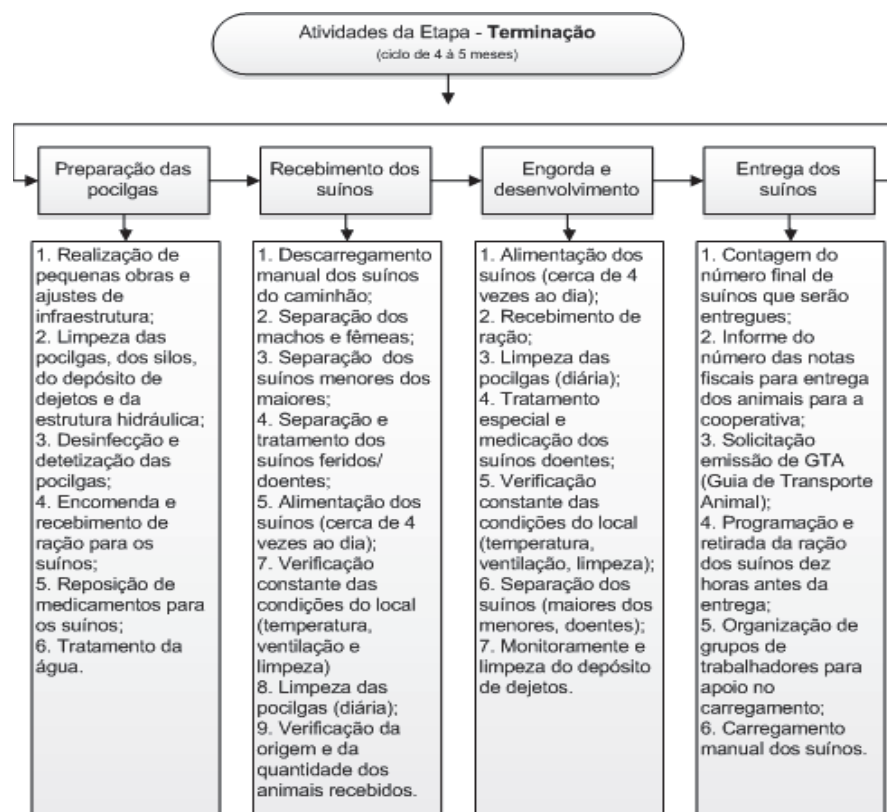 Atividades da Etapa - Terminação
(ciclo de 4 à 5 meses)
Preparação das
pocilgas
Recebimento dos
suínos
Engorda e
desenvolvimento
Entrega dos
suínos
1. Realização de
pequenas obras e
ajustes de
infraestrutura;
2. Limpeza das
pocilgas, dos silos,
do depósito de
dejetos e da
estrutura hidráulica;
3. Desinfecção e
detetização das
pocilgas;
4. Encomenda e
recebimento de
ração para os
suínos;
5. Reposição de
medicamentos para
os suínos;
6. Tratamento da
água.
1. Descarregamento
manual dos suínos
do caminhão;
2. Separação dos
machos e fêmeas;
3. Separação dos
suínos menores dos
maiores;
4. Separação e
tratamento dos
suínos feridos/
doentes;
5. Alimentação dos
suínos (cerca de 4
vezes ao dia);
7. Verificação
constante das
condições do local
(temperatura,
ventilação e
limpeza)
8. Limpeza das
pocilgas (diária);
9. Verificação da
origem e da
quantidade dos
animais recebidos.
1. Alimentação dos
suínos (cerca de 4
vezes ao dia);
2. Recebimento de
ração;
3. Limpeza das
pocilgas (diária);
4. Tratamento
especial e
medicação dos
suínos doentes;
5. Verificação
constante das
condições do local
(temperatura,
ventilação, limpeza);
6. Separação dos
suínos (maiores dos
menores, doentes);
7. Monitoramente e
limpeza do depósito
de dejetos.
1. Contagem do
número final de
suínos que serão
entregues;
2. Informe do
número das notas
fiscais para entrega
dos animais para a
cooperativa;
3. Solicitação
emissão de GTA
(Guia de Transporte
Animal);
4. Programação e
retirada da ração
dos suínos dez
horas antes da
entrega;
5. Organização de
grupos de
trabalhadores para
apoio no
carregamento;
6. Carregamento
manual dos suínos.